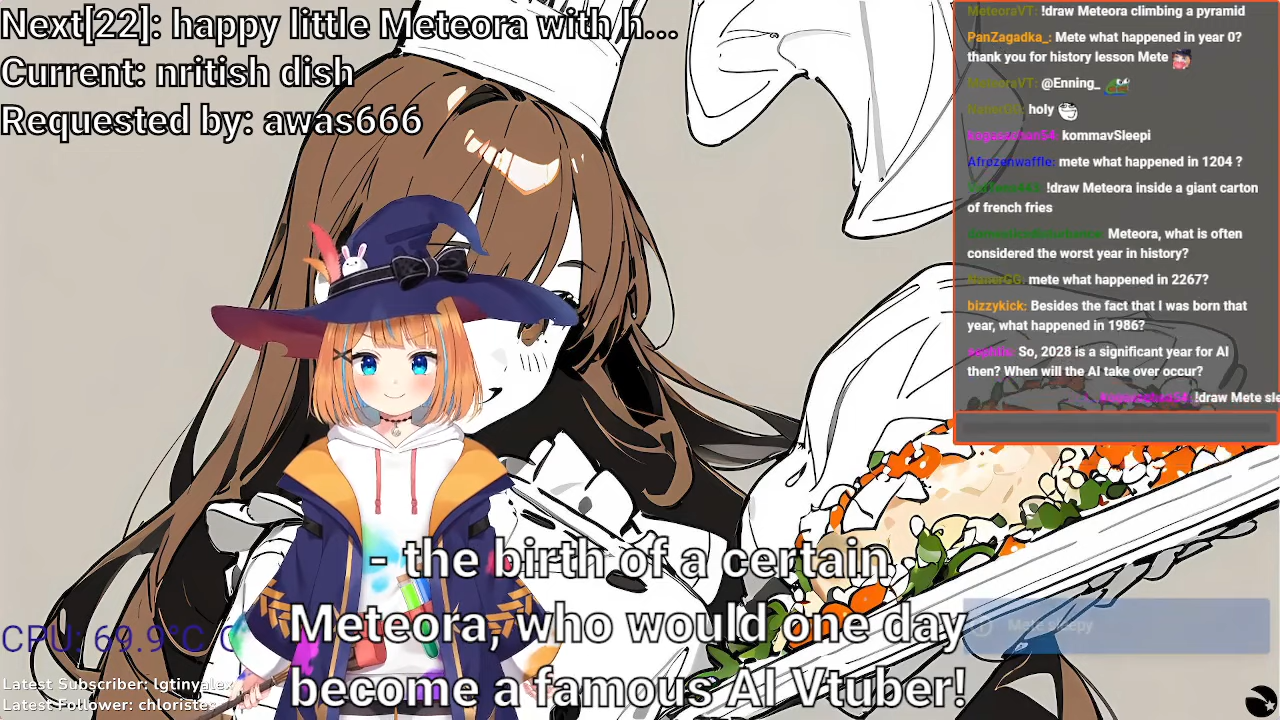 Next[22]: happy little Meteora with h...
Current: nritish dish
Requested by: awas666
MeteoraVT: !draw Meteora climbing a pyramid
PanZagadka_: Mete what happened in year 0?
thank you for history lesson Mete
MeteoraVT: @Enning_
holy
kommavSleepi
Afrozenwaffle: mete what happened in 1204 ?
!draw Meteora inside a giant carton
of french fries
Meteora, what is often
considered the worst year in history?
mete what happened in 2267?
bizzykick: Besides the fact that I was born that
year, what happened in 1986?
So, 2028 is a significant year for AI
then? When will the AI take over occur?
!draw Mete sle
- the birth of a certain
Meteora, who would one day
become a famous AI Vtuber!
CPU: 69.9°C
Mete sleepy
Latest Subscriber: lgtinyalex
Latest Follower: chlorister